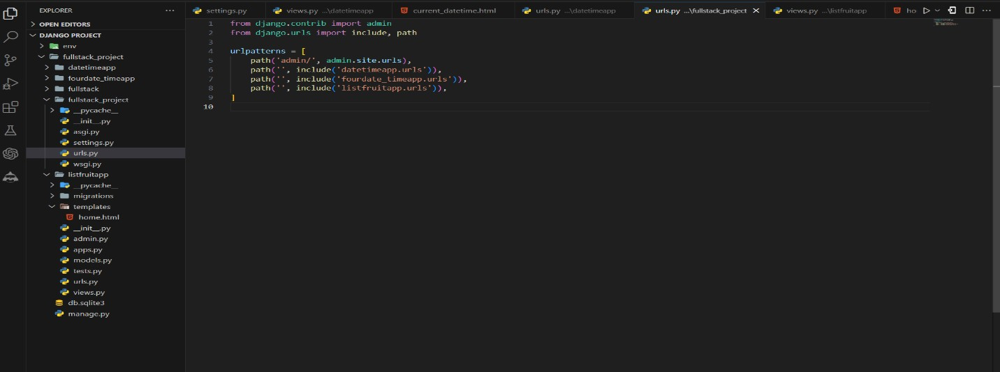 EXPLORER
settings.py
views.py ...\datetimeapp
current_datetime.html
urls.py ...\datetimeapp
urls.py ...\fullstack_project
views.py ...\listfruitapp
ho
OPEN EDITORS
DJANGO PROJECT
env
fullstack_project
datetimeapp
fourdate_timeapp
fullstack
fullstack_project
__pycache__
__init__.py
asgi.py
settings.py
urls.py
wsgi.py
listfruitapp
__pycache__
migrations
templates
home.html
__init__.py
admin.py
apps.py
models.py
tests.py
urls.py
views.py
db.sqlite3
manage.py
1 from django.contrib import admin
2 from django.urls import include, path
3
4 urlpatterns = [
5     path('admin/', admin.site.urls),
6     path('', include('datetimeapp.urls')),
7     path('', include('fourdate_timeapp.urls')),
8     path('', include('listfruitapp.urls')),
9 ]
10